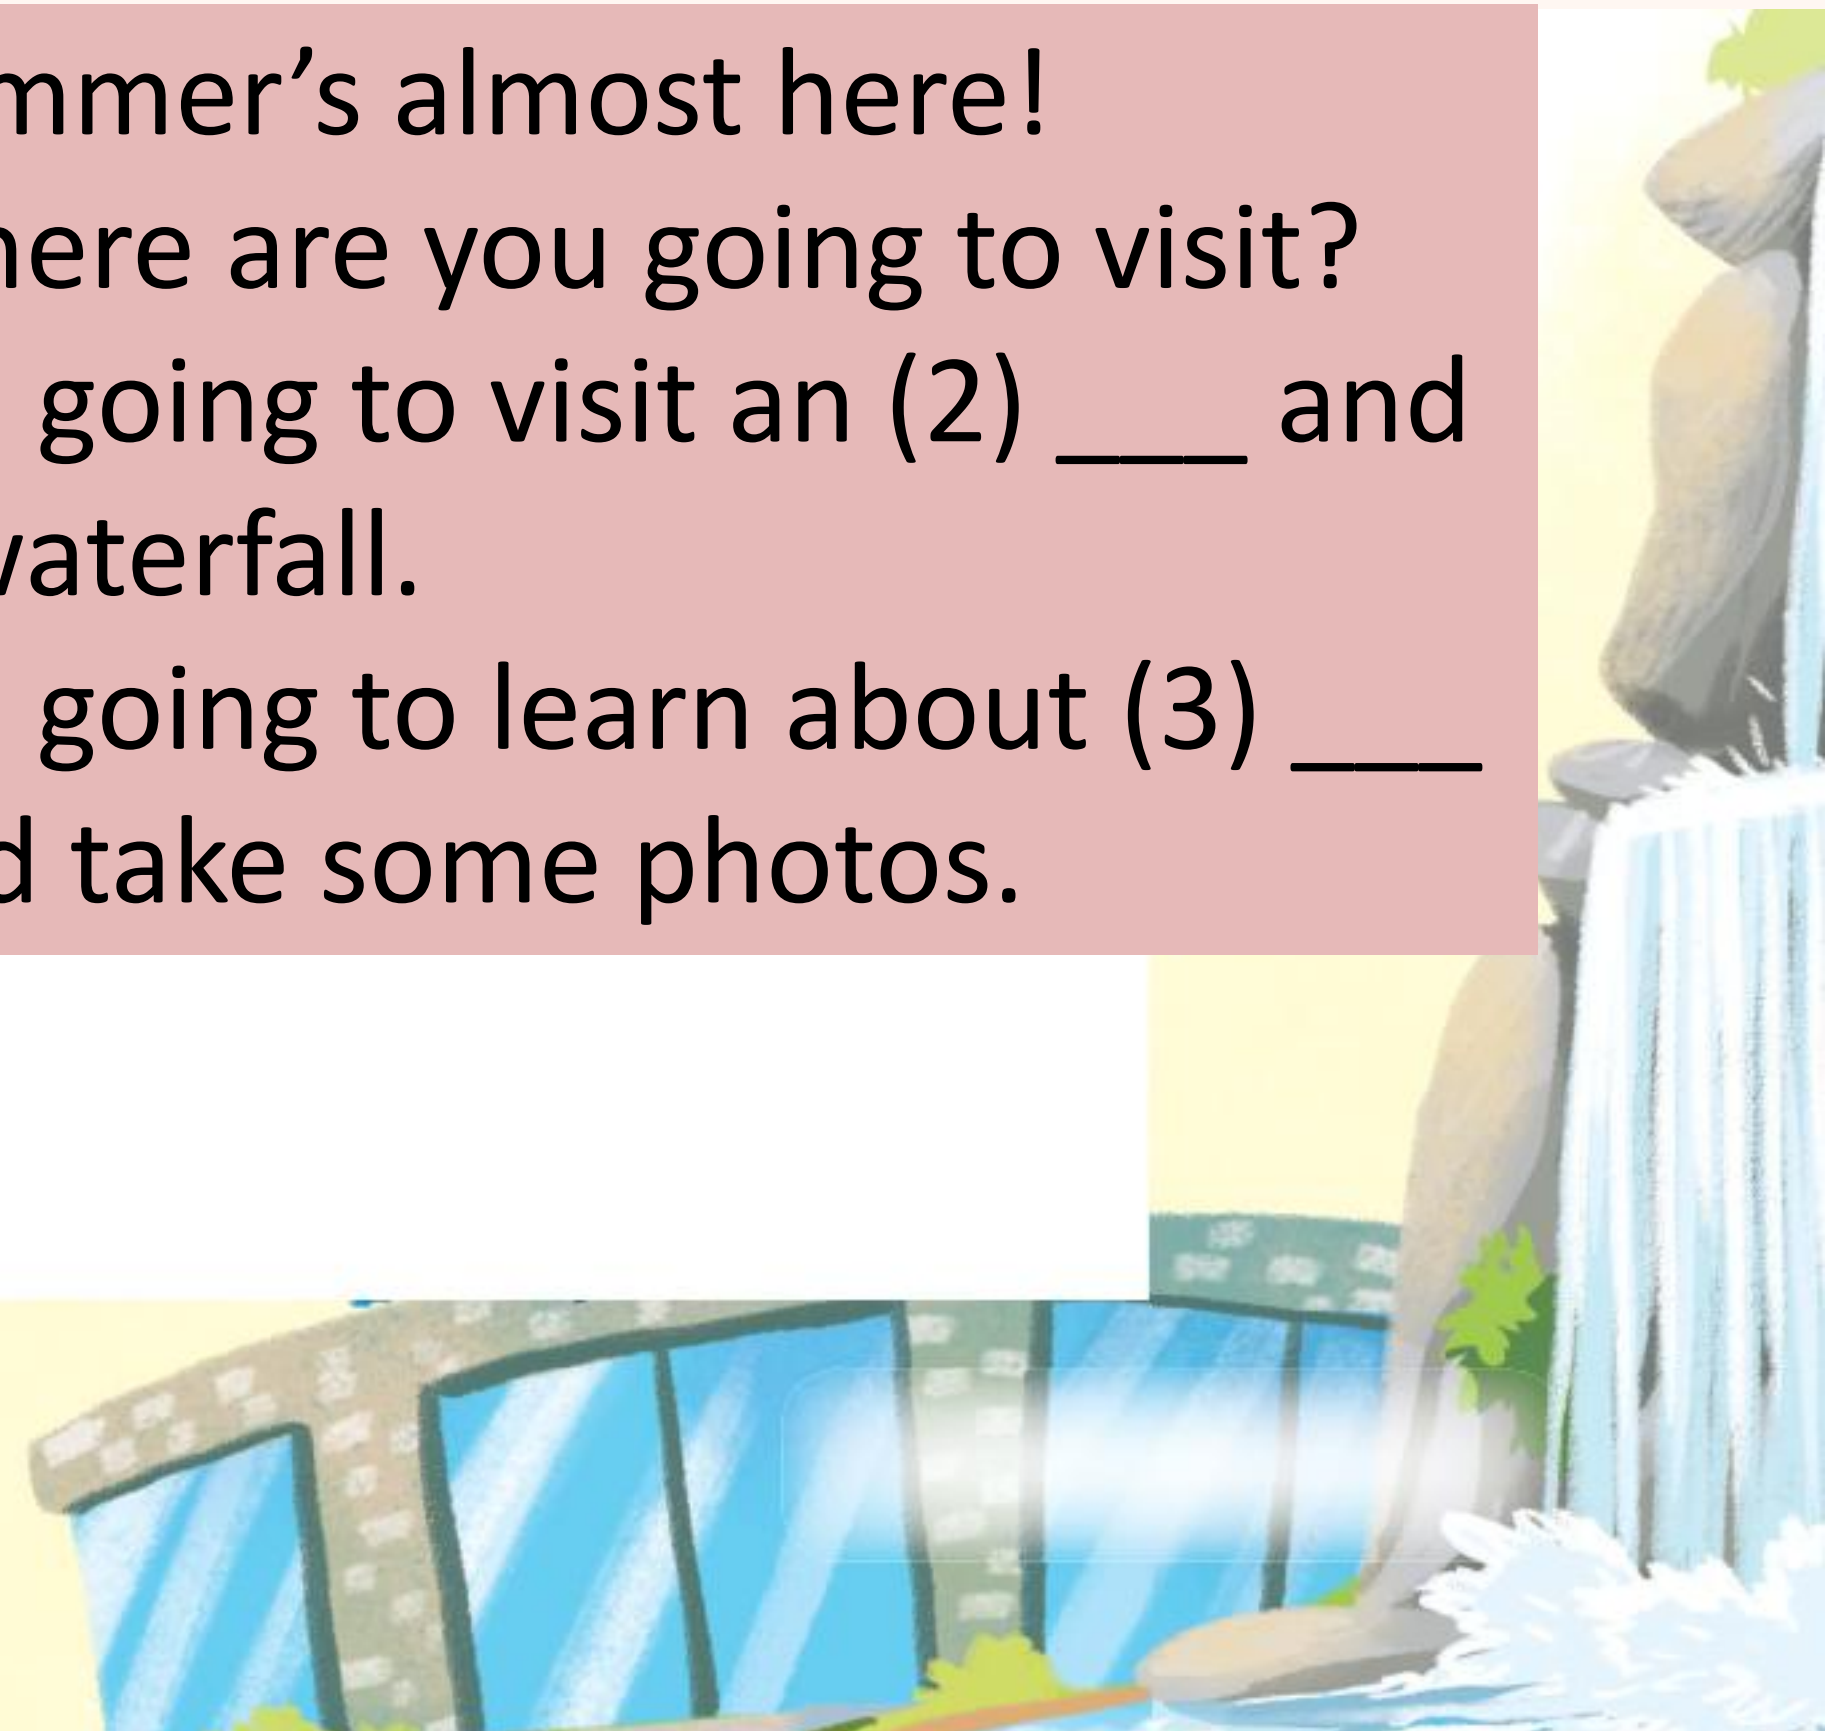 mmer’s almost here!
here are you going to visit?
going to visit an (2) ___ and
waterfall.
going to learn about (3) ___
d take some photos.